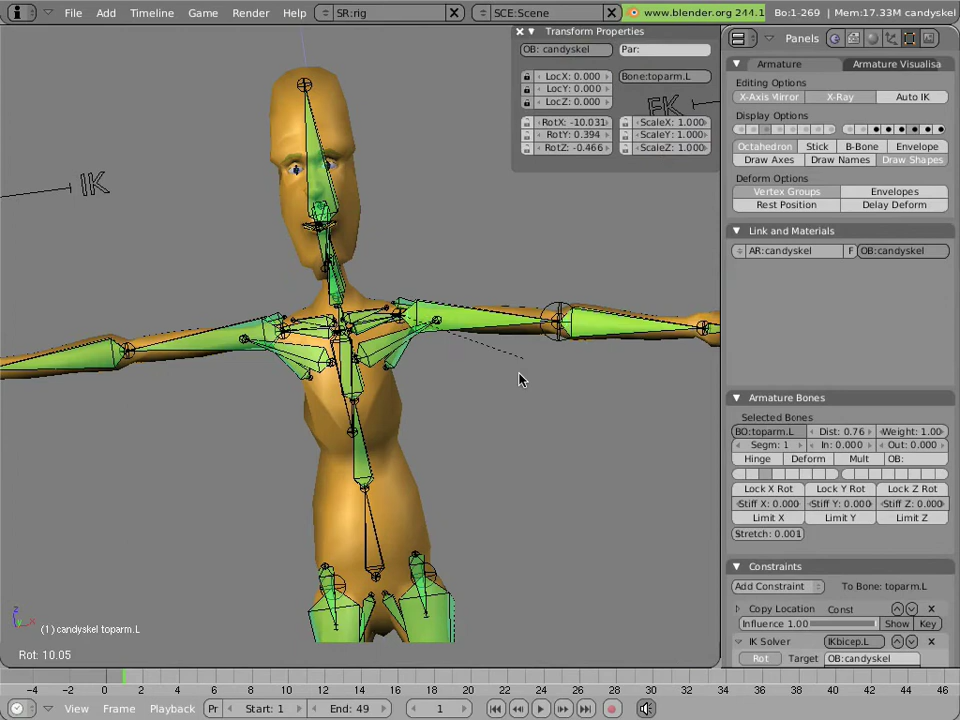 File Add Timeline Game Render Help SR:rig SCE:Scene www.blender.org 244.1 Bo:1-269 | Mem:17.33M candyskel
Transform Properties
OB: candyskel Par:
LocX: 0.000 Bone:toparm.L
LocY: 0.000
LocZ: 0.000
RotX: -10.031 ScaleX: 1.000
RotY: 0.394 ScaleY: 1.000
RotZ: -0.466 ScaleZ: 1.000
FK
IK
(1) candyskel toparm.L
Rot: 10.05
Panels
Armature Armature Visualisa
Editing Options
X-Axis Mirror X-Ray Auto IK
Display Options
Octahedron Stick B-Bone Envelope
Draw Axes Draw Names Draw Shapes
Deform Options
Vertex Groups Envelopes
Rest Position Delay Deform
Link and Materials
AR:candyskel F OB:candyskel
Armature Bones
Selected Bones
BO:toparm.L Dist: 0.76 Weight: 1.00
Segm: 1 In: 0.000 Out: 0.000
Hinge Deform Mult OB:
Lock X Rot Lock Y Rot Lock Z Rot
Stiff X: 0.000 Stiff Y: 0.000 Stiff Z: 0.000
Limit X Limit Y Limit Z
Stretch: 0.001
Constraints
Add Constraint To Bone: toparm.L
Copy Location Const
Influence 1.00 Show Key
IK Solver IKbicep.L
Rot Target OB:candyskel
-4 -2 0 2 4 6 8 10 12 14 16 18 20 22 24 26 28 30 32 34 36 38 40 42 44 46
View Frame Playback Pr Start: 1 End: 49 1